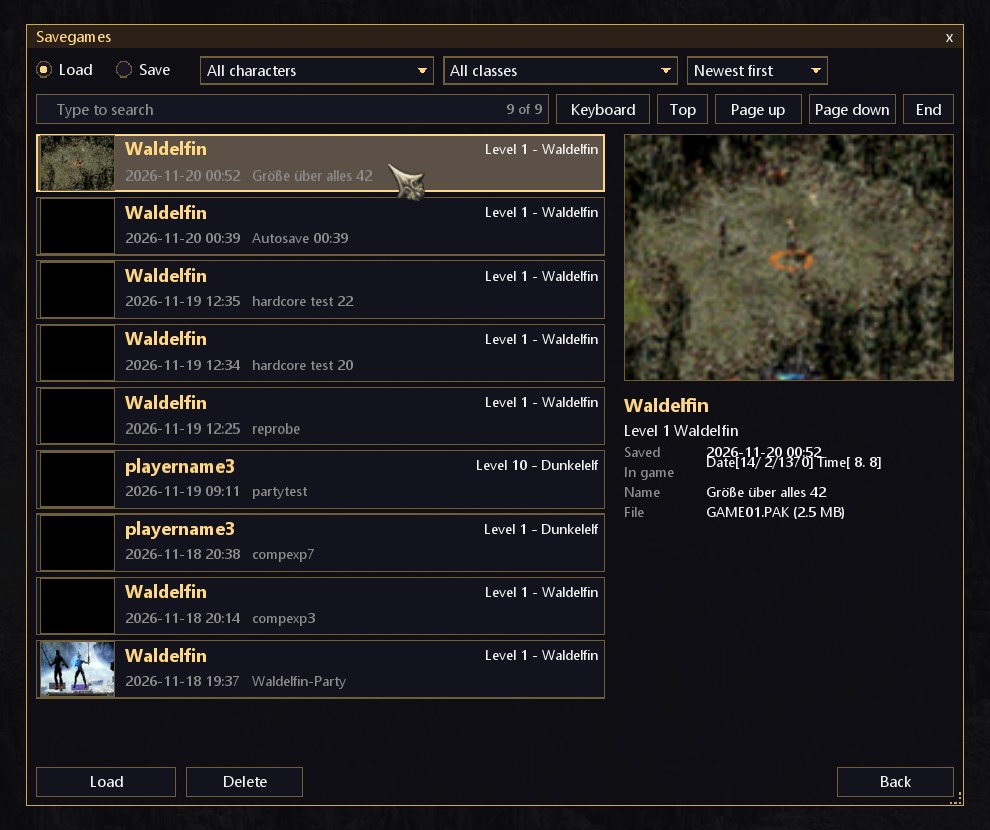 Savegames x
Load Save All characters All classes Newest first
Type to search 9 of 9 Keyboard Top Page up Page down End
Waldelfin Level 1 - Waldelfin
2026-11-20 00:52 Größe über alles 42
Waldelfin Level 1 - Waldelfin
2026-11-20 00:39 Autosave 00:39
Waldelfin Level 1 - Waldelfin
2026-11-19 12:35 hardcore test 22
Waldelfin Level 1 - Waldelfin
2026-11-19 12:34 hardcore test 20
Waldelfin Level 1 - Waldelfin
2026-11-19 12:25 reprobe
playername3 Level 10 - Dunkelelf
2026-11-19 09:11 partytest
playername3 Level 1 - Dunkelelf
2026-11-18 20:38 compexp7
Waldelfin Level 1 - Waldelfin
2026-11-18 20:14 compexp3
Waldelfin Level 1 - Waldelfin
2026-11-18 19:37 Waldelfin-Party
Waldelfin
Level 1 Waldelfin
Saved 2026-11-20 00:52
In game Date[14/ 2/1370] Time[ 8. 8]
Name Größe über alles 42
File GAME01.PAK (2.5 MB)
Load Delete Back